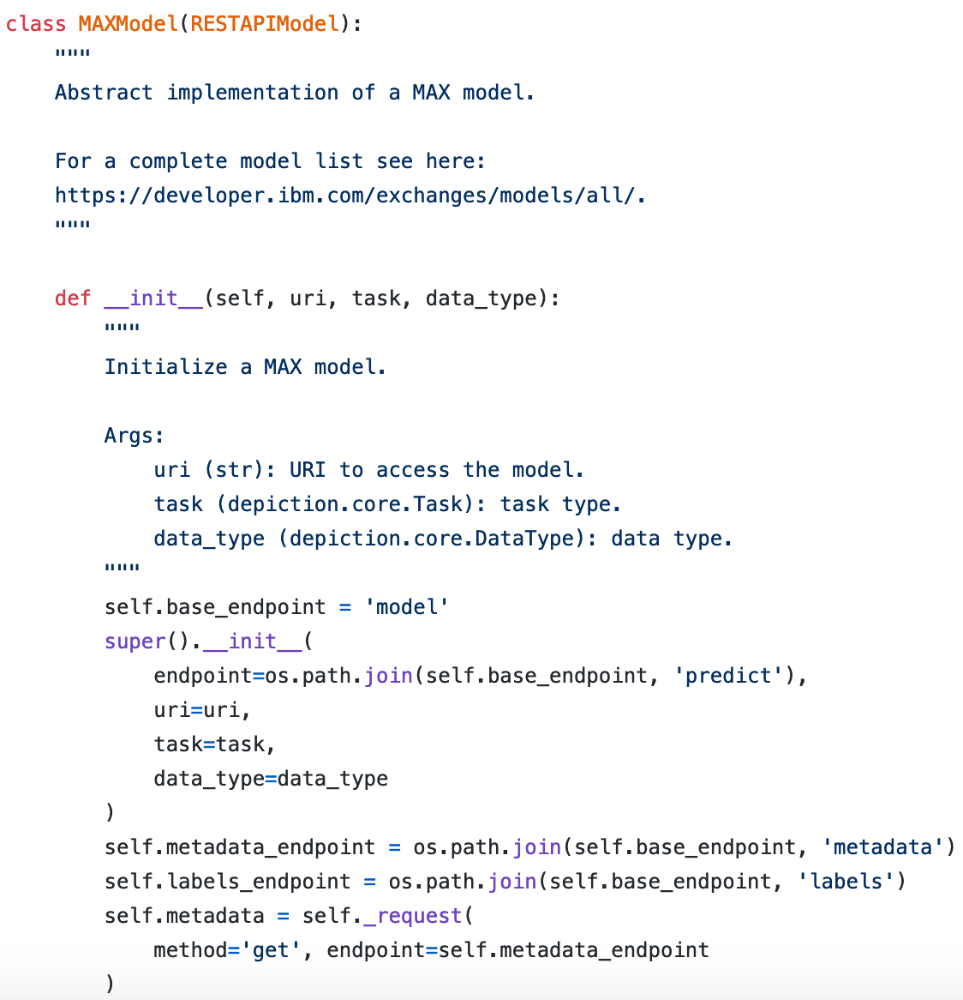 class MAXModel(RESTAPIModel):
    """
    Abstract implementation of a MAX model.

    For a complete model list see here:
    https://developer.ibm.com/exchanges/models/all/.
    """

    def __init__(self, uri, task, data_type):
        """
        Initialize a MAX model.

        Args:
            uri (str): URI to access the model.
            task (depiction.core.Task): task type.
            data_type (depiction.core.DataType): data type.
        """
        self.base_endpoint = 'model'
        super().__init__(
            endpoint=os.path.join(self.base_endpoint, 'predict'),
            uri=uri,
            task=task,
            data_type=data_type
        )
        self.metadata_endpoint = os.path.join(self.base_endpoint, 'metadata')
        self.labels_endpoint = os.path.join(self.base_endpoint, 'labels')
        self.metadata = self._request(
            method='get', endpoint=self.metadata_endpoint
        )